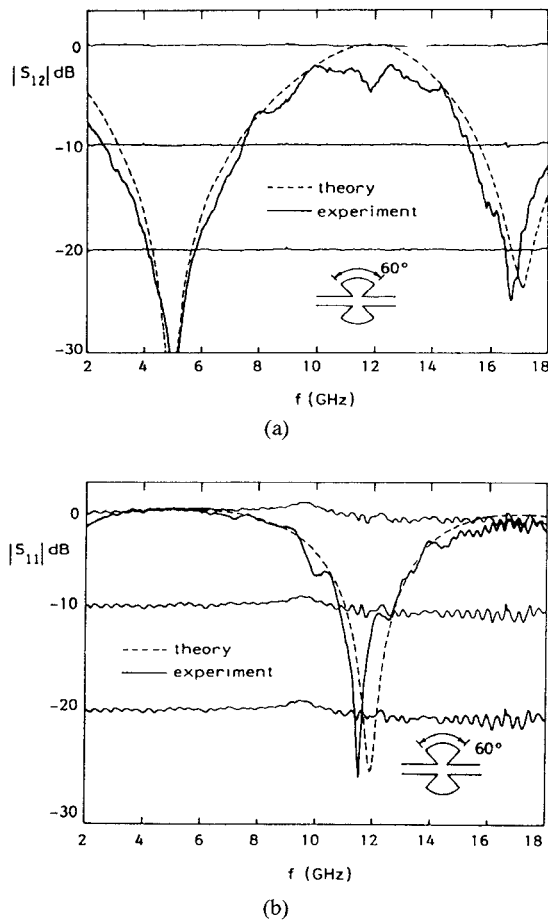 0
|S12| dB
-10
-20
-30
--- theory
— experiment
60°
2 4 6 8 10 12 14 16 18
f (GHz)
(a)
0
|S11| dB
-10
-20
-30
--- theory
— experiment
60°
2 4 6 8 10 12 14 16 18
f (GHz)
(b)